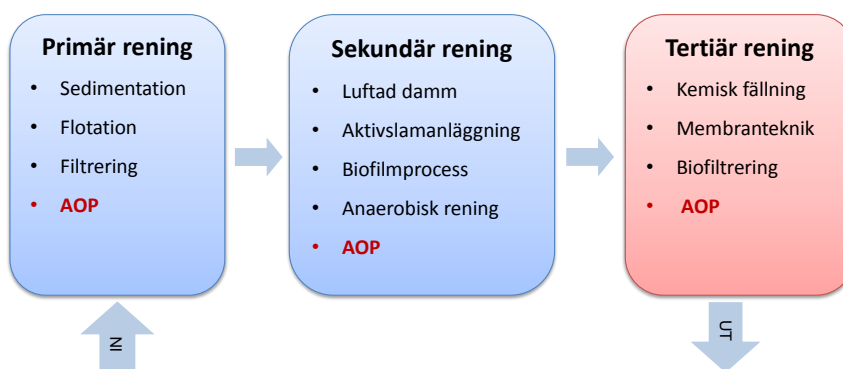 Primär rening
• Sedimentation
• Flotation
• Filtrering
• AOP
Sekundär rening
• Luftad damm
• Aktivslamanläggning
• Biofilmprocess
• Anaerobisk rening
• AOP
Tertiär rening
• Kemisk fällning
• Membranteknik
• Biofiltrering
• AOP
IN
UT